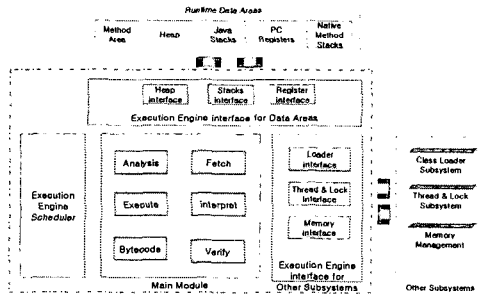 Runtime Data Areas
Method
Area
Heap
Java
Stacks
PC
Registers
Native
Method
Stacks
Heap
interface
Stacks
interface
Register
interface
Execution Engine interface for Data Areas
Execution
Engine
Scheduler
Analysis
Fetch
Execute
interpret
Bytecode
Verify
Main Module
Loader
interface
Thread & Lock
interface
Memory
interface
Execution Engine
interface for
Other Subsystems
Class Loader
Subsystem
Thread & Lock
Subsystem
Memory
Management
Other Subsystems